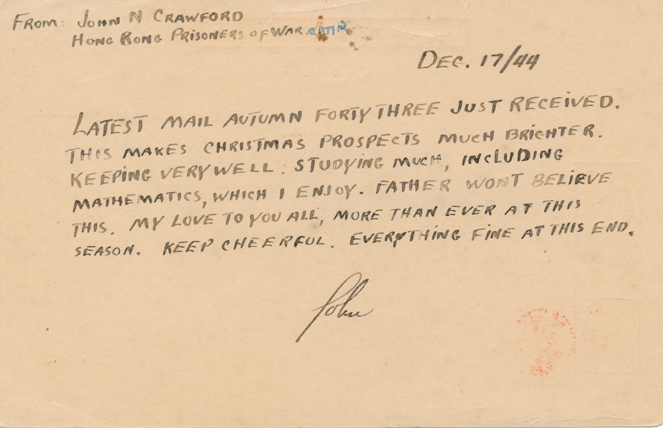 FROM: JOHN N CRAWFORD
HONG KONG PRISONERS OF WAR CAMP
DEC. 17/44
LATEST MAIL AUTUMN FORTY THREE JUST RECEIVED.
THIS MAKES CHRISTMAS PROSPECTS MUCH BRIGHTER.
KEEPING VERY WELL. STUDYING MUCH, INCLUDING
MATHEMATICS, WHICH I ENJOY. FATHER WONT BELIEVE
THIS. MY LOVE TO YOU ALL, MORE THAN EVER AT THIS
SEASON. KEEP CHEERFUL. EVERYTHING FINE AT THIS END.
John